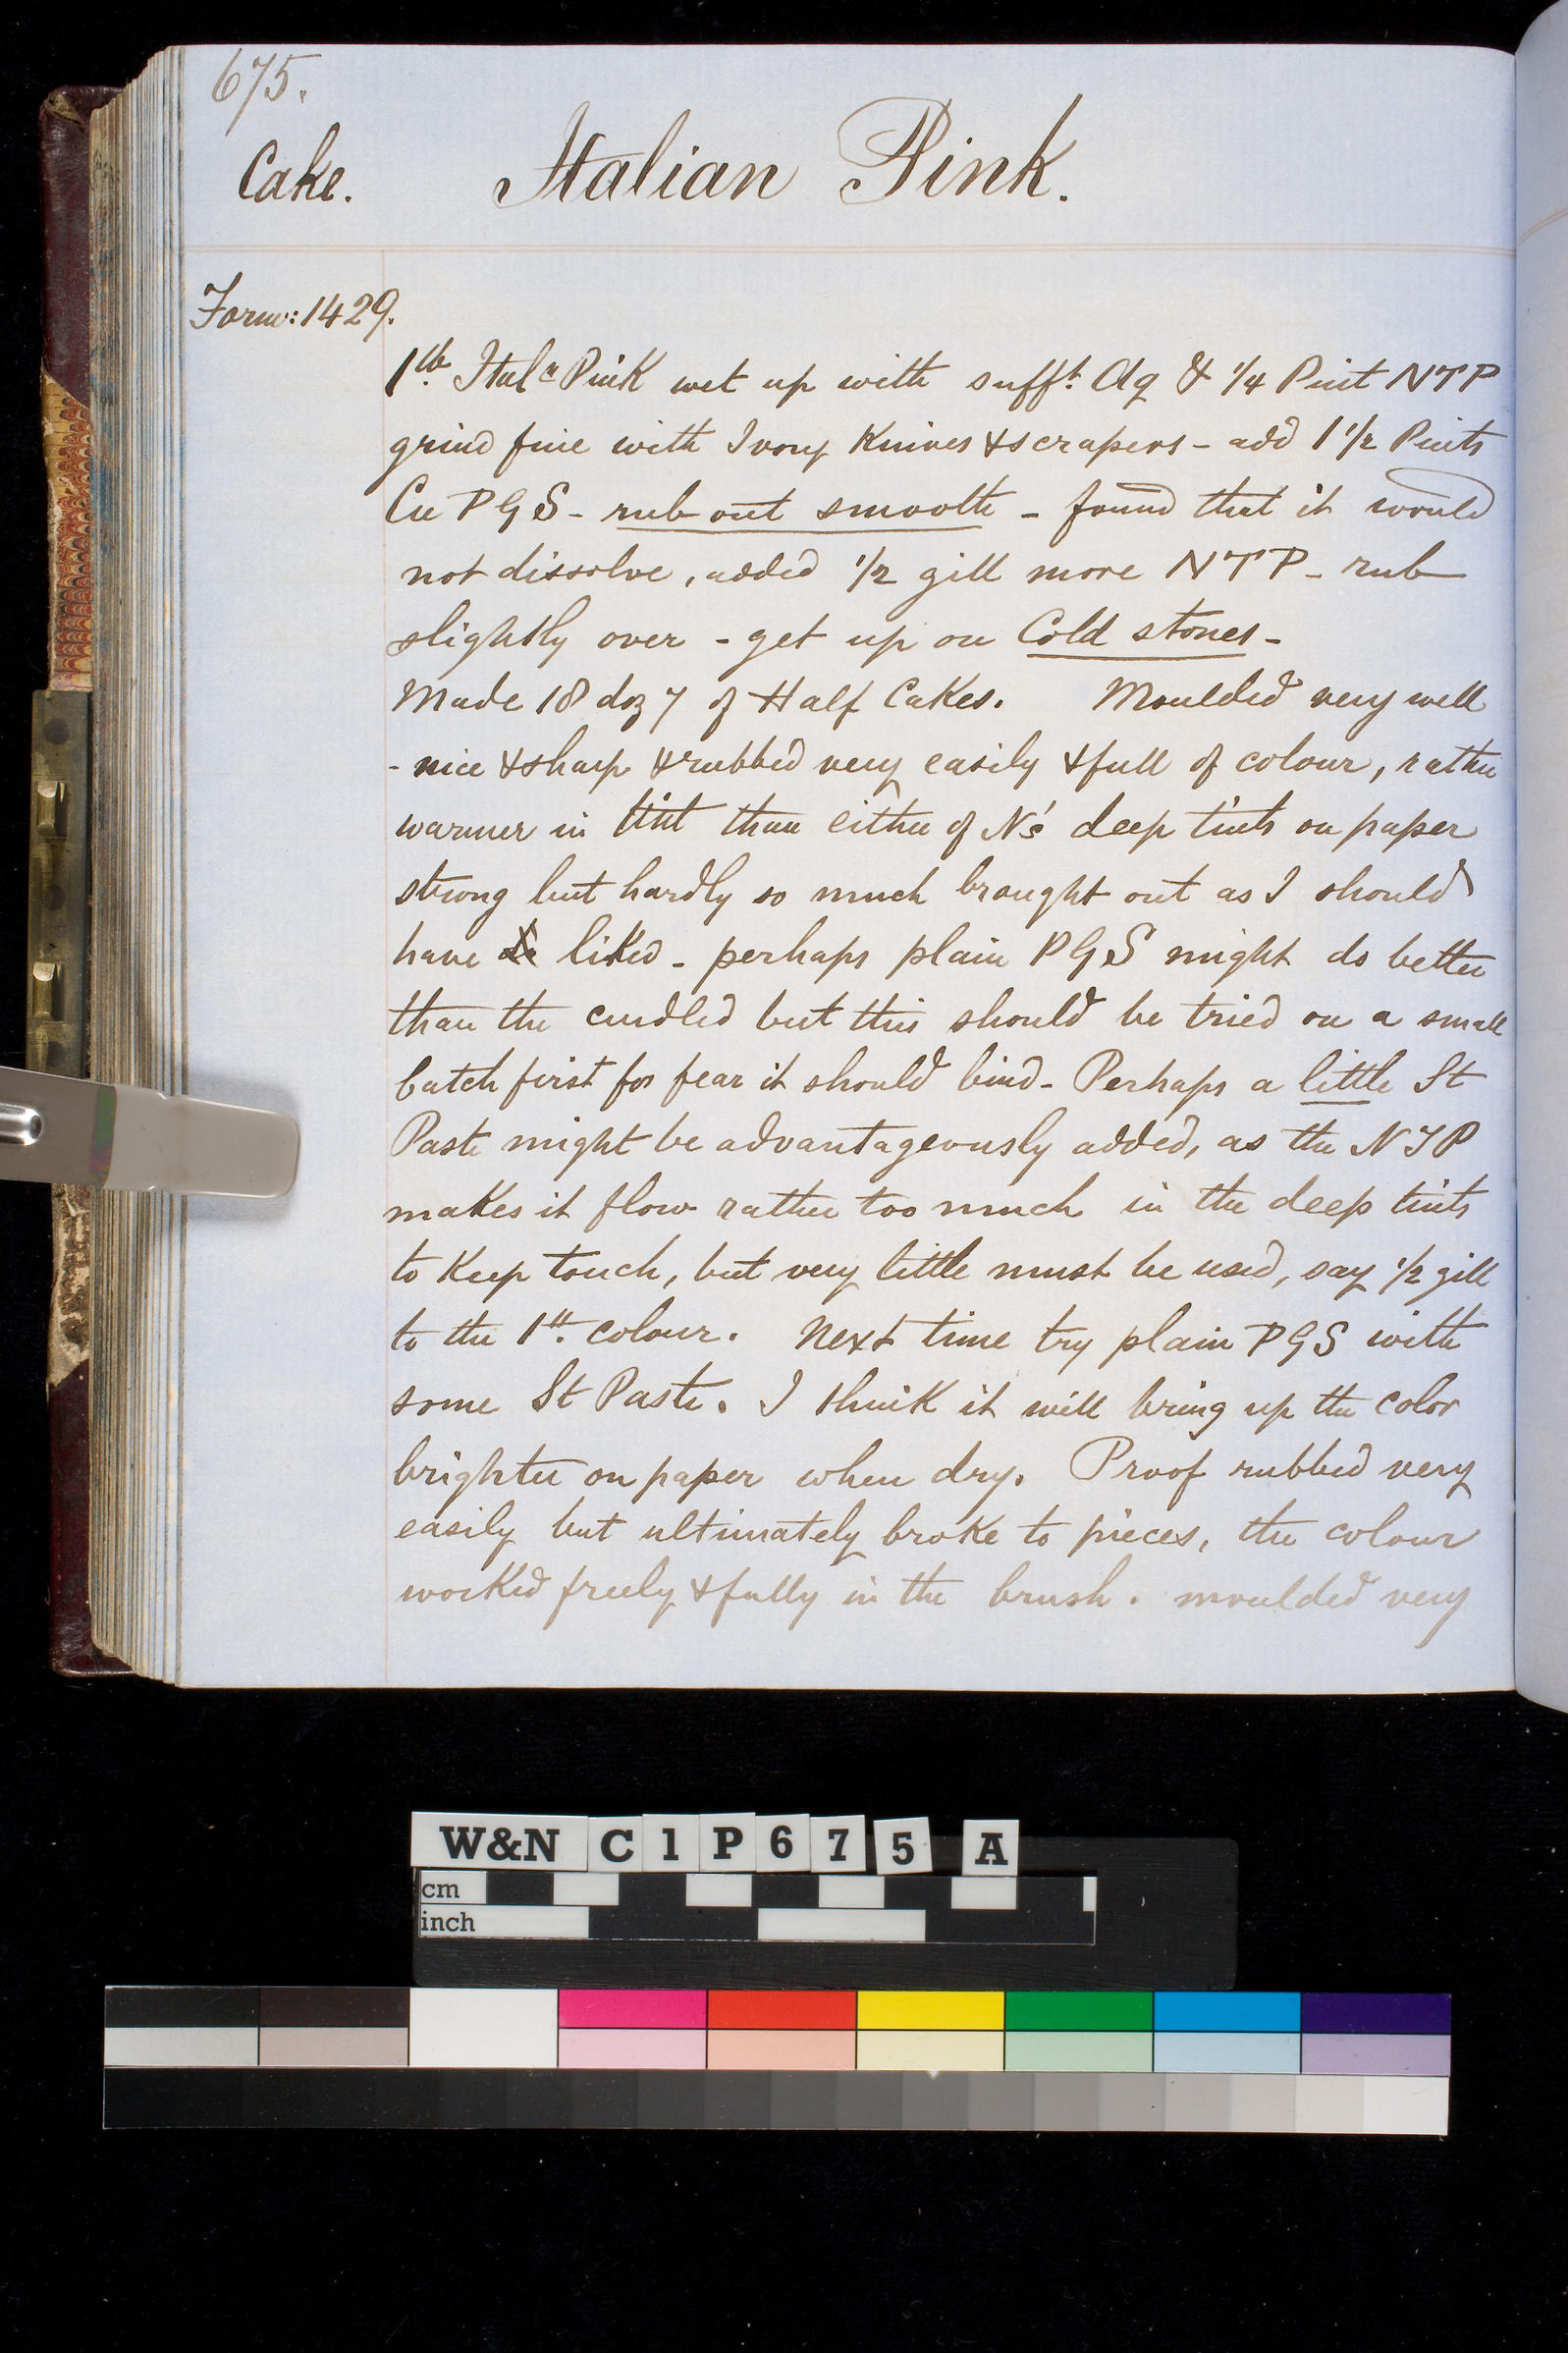 675.
Cake. Italian Pink.
Form: 1429.
1lb. Italn Pink wet up with sufft. Aq & 1/4 Pint NTP
grind fine with Ivory Knives & scrapers - add 1 1/2 Pints
Cu PGS - rub out smooth - found that it would
not dissolve, added 1/2 gill more NTP - rub
slightly over - get up on Cold stones -
Made 18 doz 7 of Half Cakes. Moulded very well
- nice & sharp & rubbed very easily & full of colour, rather
warmer in tint than either of N's deep tints on paper
strong but hardly so much brought out as I should
have liked - perhaps plain PGS might do better
than the curdled but this should be tried on a small
batch first for fear it should bind - Perhaps a little St
Paste might be advantageously added, as the NTP
makes it flow rather too much in the deep tints
to keep touch, but very little must be used, say 1/2 gill
to the 1lb. colour. Next time try plain PGS with
some St Paste. I think it will bring up the color
brighter on paper when dry. Proof rubbed very
easily but ultimately broke to pieces, the colour
worked freely & fully in the brush. moulded very
W&N C1P675 A
cm
inch